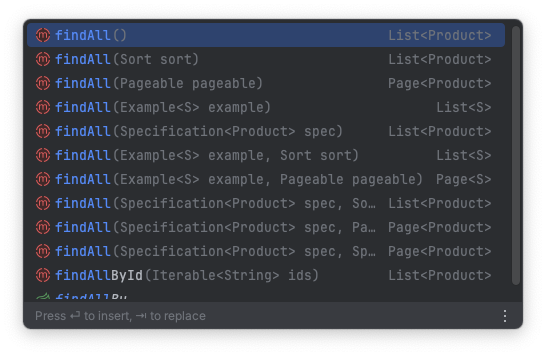 findAll() List<Product>
findAll(Sort sort) List<Product>
findAll(Pageable pageable) Page<Product>
findAll(Example<S> example) List<S>
findAll(Specification<Product> spec) List<Product>
findAll(Example<S> example, Sort sort) List<S>
findAll(Example<S> example, Pageable pageable) Page<S>
findAll(Specification<Product> spec, So… List<Product>
findAll(Specification<Product> spec, Pa… Page<Product>
findAll(Specification<Product> spec, Sp… Page<Product>
findAllById(Iterable<String> ids) List<Product>
findAllBy
Press ⏎ to insert, ⇥ to replace